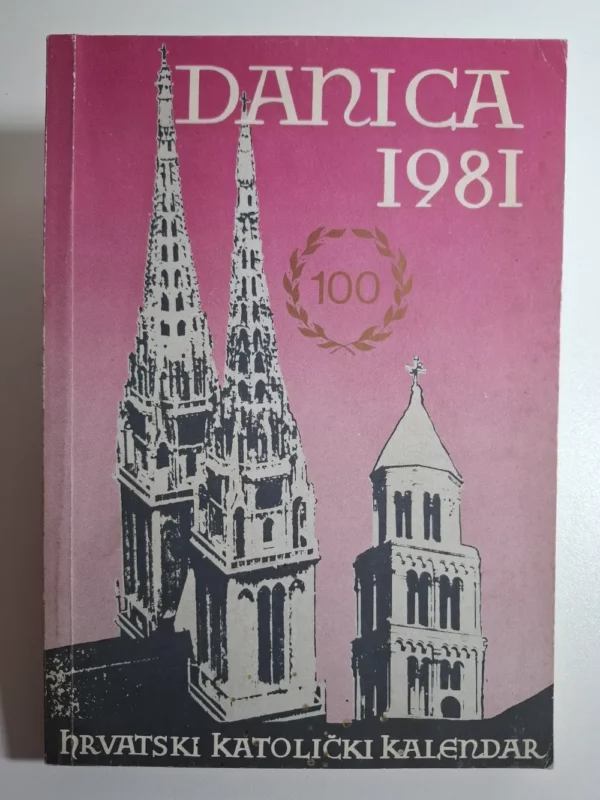 DANICA
1981
100
HRVATSKI KATOLIČKI KALENDAR